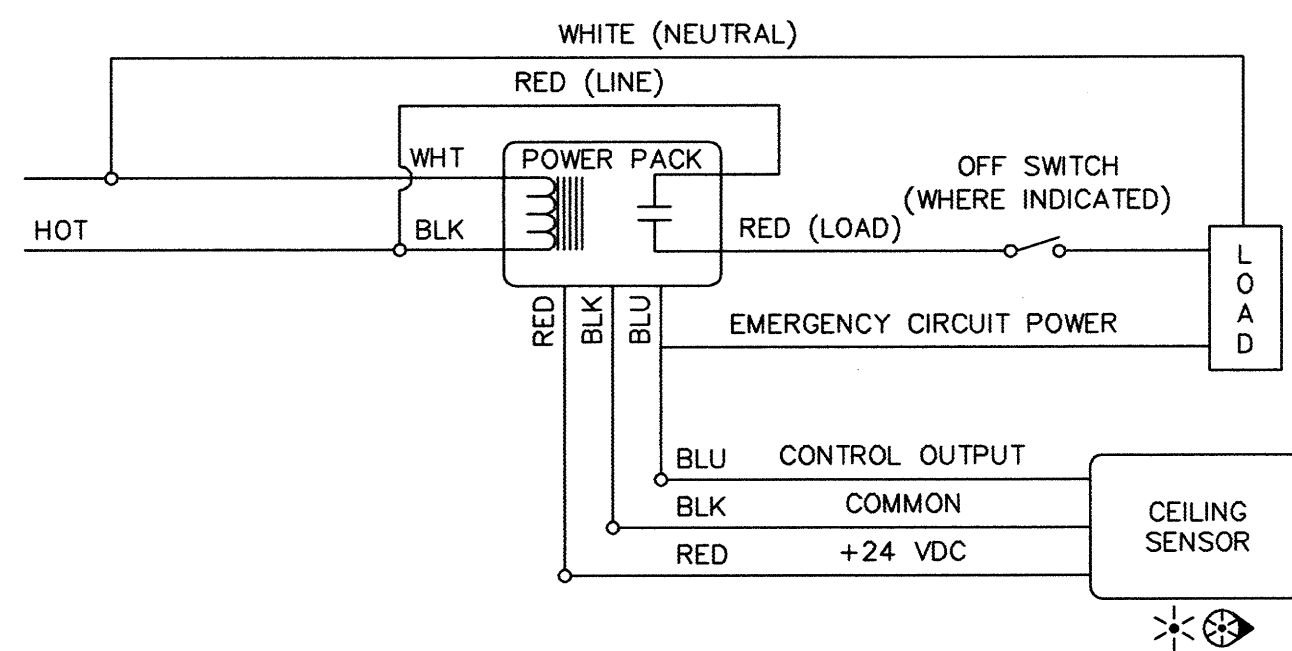 WHITE (NEUTRAL)
RED (LINE)
WHT
POWER PACK
OFF SWITCH
(WHERE INDICATED)
HOT
BLK
RED (LOAD)
LOAD
RED
BLK
BLU
EMERGENCY CIRCUIT POWER
BLU
CONTROL OUTPUT
BLK
COMMON
RED
+24 VDC
CEILING
SENSOR